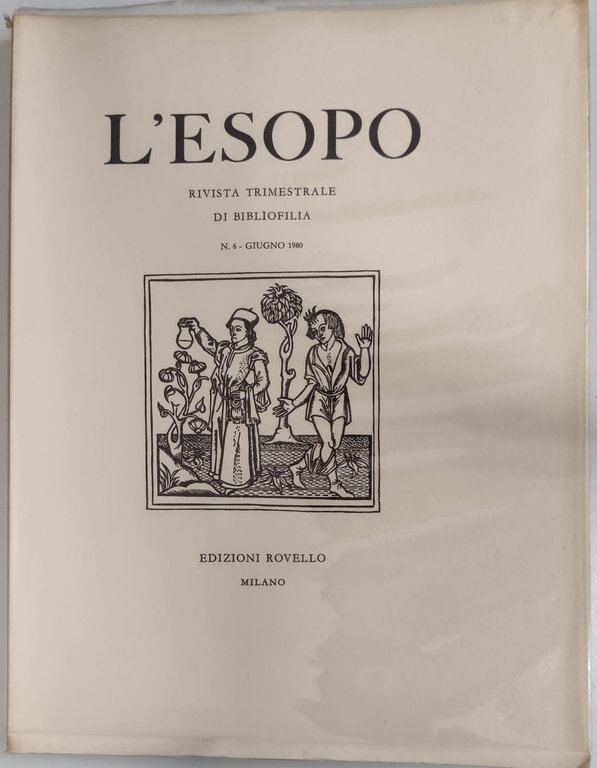 L'ESOPO
RIVISTA TRIMESTRALE
DI BIBLIOFILIA
N. 6 - GIUGNO 1980
EDIZIONI ROVELLO
MILANO